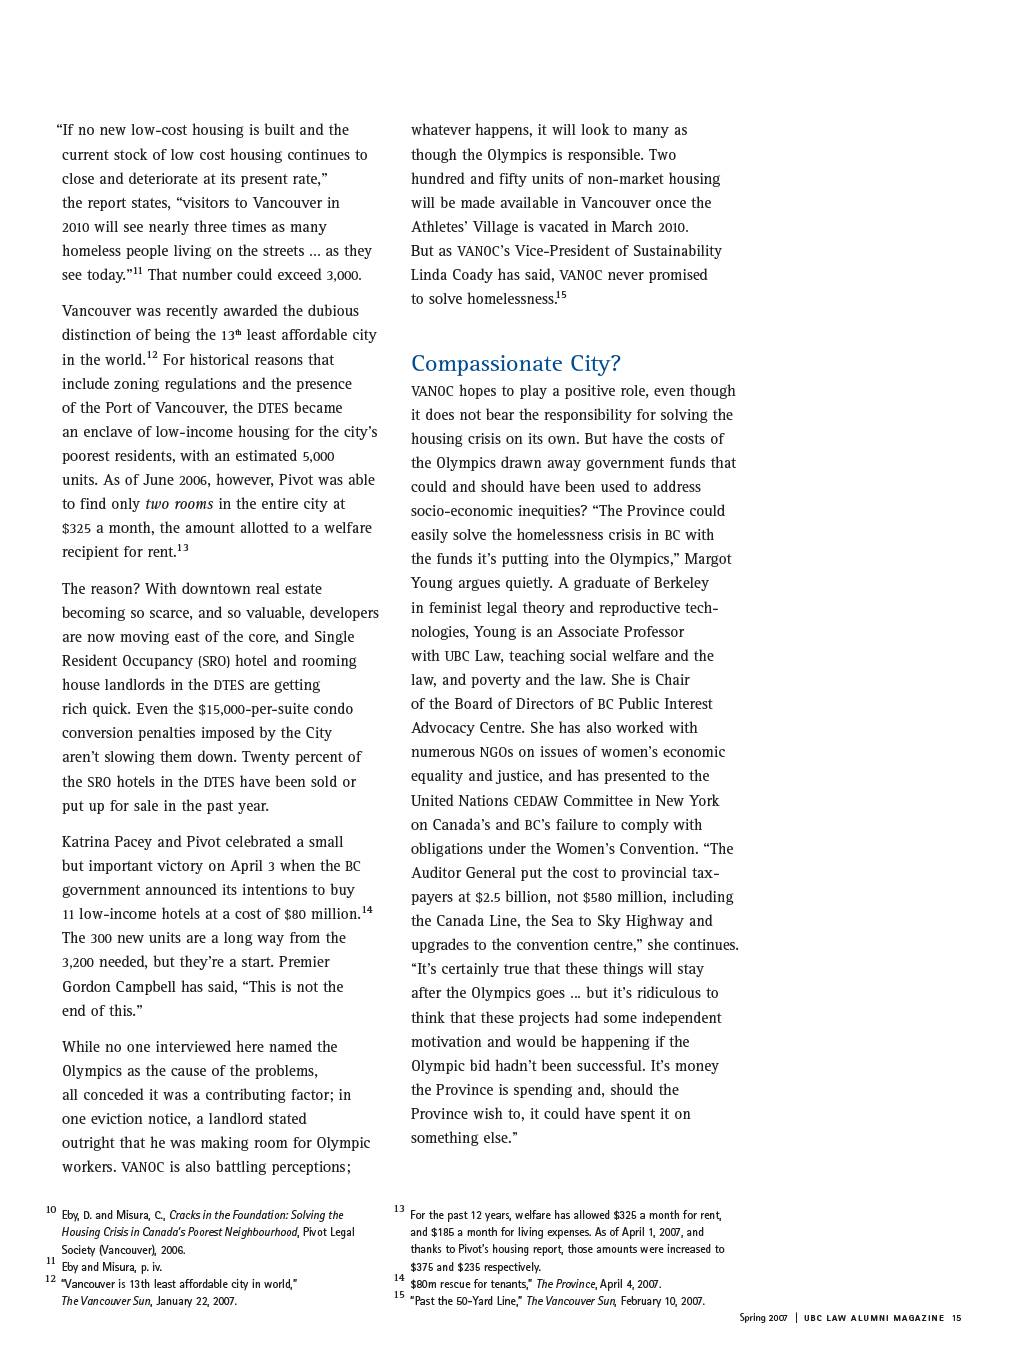 “If no new low-cost housing is built and the
current stock of low cost housing continues to
close and deteriorate at its present rate,”
the report states, “visitors to Vancouver in
2010 will see nearly three times as many
homeless people living on the streets ... as they
see today.”11 That number could exceed 3,000.
Vancouver was recently awarded the dubious
distinction of being the 13th least affordable city
in the world.12 For historical reasons that
include zoning regulations and the presence
of the Port of Vancouver, the DTES became
an enclave of low-income housing for the city’s
poorest residents, with an estimated 5,000
units. As of June 2006, however, Pivot was able
to find only two rooms in the entire city at
$325 a month, the amount allotted to a welfare
recipient for rent.13
The reason? With downtown real estate
becoming so scarce, and so valuable, developers
are now moving east of the core, and Single
Resident Occupancy (SRO) hotel and rooming
house landlords in the DTES are getting
rich quick. Even the $15,000-per-suite condo
conversion penalties imposed by the City
aren’t slowing them down. Twenty percent of
the SRO hotels in the DTES have been sold or
put up for sale in the past year.
Katrina Pacey and Pivot celebrated a small
but important victory on April 3 when the BC
government announced its intentions to buy
11 low-income hotels at a cost of $80 million.14
The 300 new units are a long way from the
3,200 needed, but they’re a start. Premier
Gordon Campbell has said, “This is not the
end of this.”
While no one interviewed here named the
Olympics as the cause of the problems,
all conceded it was a contributing factor; in
one eviction notice, a landlord stated
outright that he was making room for Olympic
workers. VANOC is also battling perceptions;
whatever happens, it will look to many as
though the Olympics is responsible. Two
hundred and fifty units of non-market housing
will be made available in Vancouver once the
Athletes’ Village is vacated in March 2010.
But as VANOC’s Vice-President of Sustainability
Linda Coady has said, VANOC never promised
to solve homelessness.15
Compassionate City?
VANOC hopes to play a positive role, even though
it does not bear the responsibility for solving the
housing crisis on its own. But have the costs of
the Olympics drawn away government funds that
could and should have been used to address
socio-economic inequities? “The Province could
easily solve the homelessness crisis in BC with
the funds it’s putting into the Olympics,” Margot
Young argues quietly. A graduate of Berkeley
in feminist legal theory and reproductive tech-
nologies, Young is an Associate Professor
with UBC Law, teaching social welfare and the
law, and poverty and the law. She is Chair
of the Board of Directors of BC Public Interest
Advocacy Centre. She has also worked with
numerous NGOs on issues of women’s economic
equality and justice, and has presented to the
United Nations CEDAW Committee in New York
on Canada’s and BC’s failure to comply with
obligations under the Women’s Convention. “The
Auditor General put the cost to provincial tax-
payers at $2.5 billion, not $580 million, including
the Canada Line, the Sea to Sky Highway and
upgrades to the convention centre,” she continues.
“It’s certainly true that these things will stay
after the Olympics goes ... but it’s ridiculous to
think that these projects had some independent
motivation and would be happening if the
Olympic bid hadn’t been successful. It’s money
the Province is spending and, should the
Province wish to, it could have spent it on
something else.”
10 Eby, D. and Misura, C., Cracks in the Foundation: Solving the
Housing Crisis in Canada’s Poorest Neighbourhood, Pivot Legal
Society (Vancouver), 2006.
11 Eby and Misura, p. iv.
12 “Vancouver is 13th least affordable city in world,”
The Vancouver Sun, January 22, 2007.
13 For the past 12 years, welfare has allowed $325 a month for rent,
and $185 a month for living expenses. As of April 1, 2007, and
thanks to Pivot’s housing report, those amounts were increased to
$375 and $235 respectively.
14 $80m rescue for tenants,” The Province, April 4, 2007.
15 “Past the 50-Yard Line,” The Vancouver Sun, February 10, 2007.
Spring 2007 | UBC LAW ALUMNI MAGAZINE 15